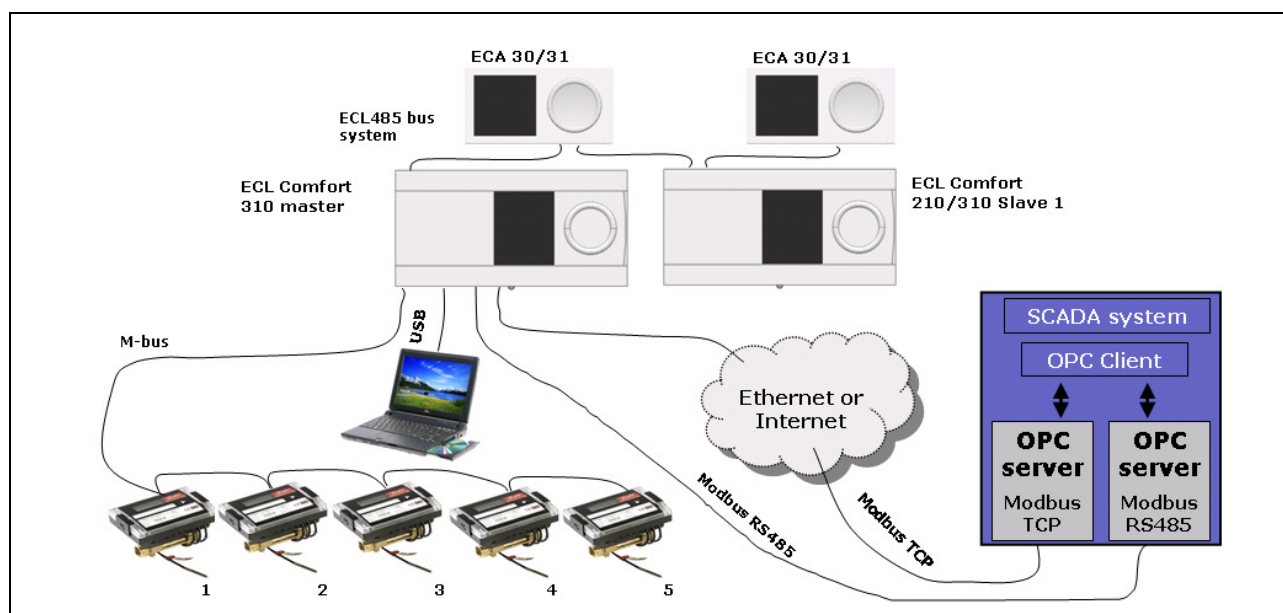 ECA 30/31
ECA 30/31
ECL485 bus
system
ECL Comfort
310 master
ECL Comfort
210/310 Slave 1
M-bus
USB
Ethernet or
Internet
Modbus RS485
Modbus TCP
SCADA system
OPC Client
OPC
server
Modbus
TCP
OPC
server
Modbus
RS485
1
2
3
4
5